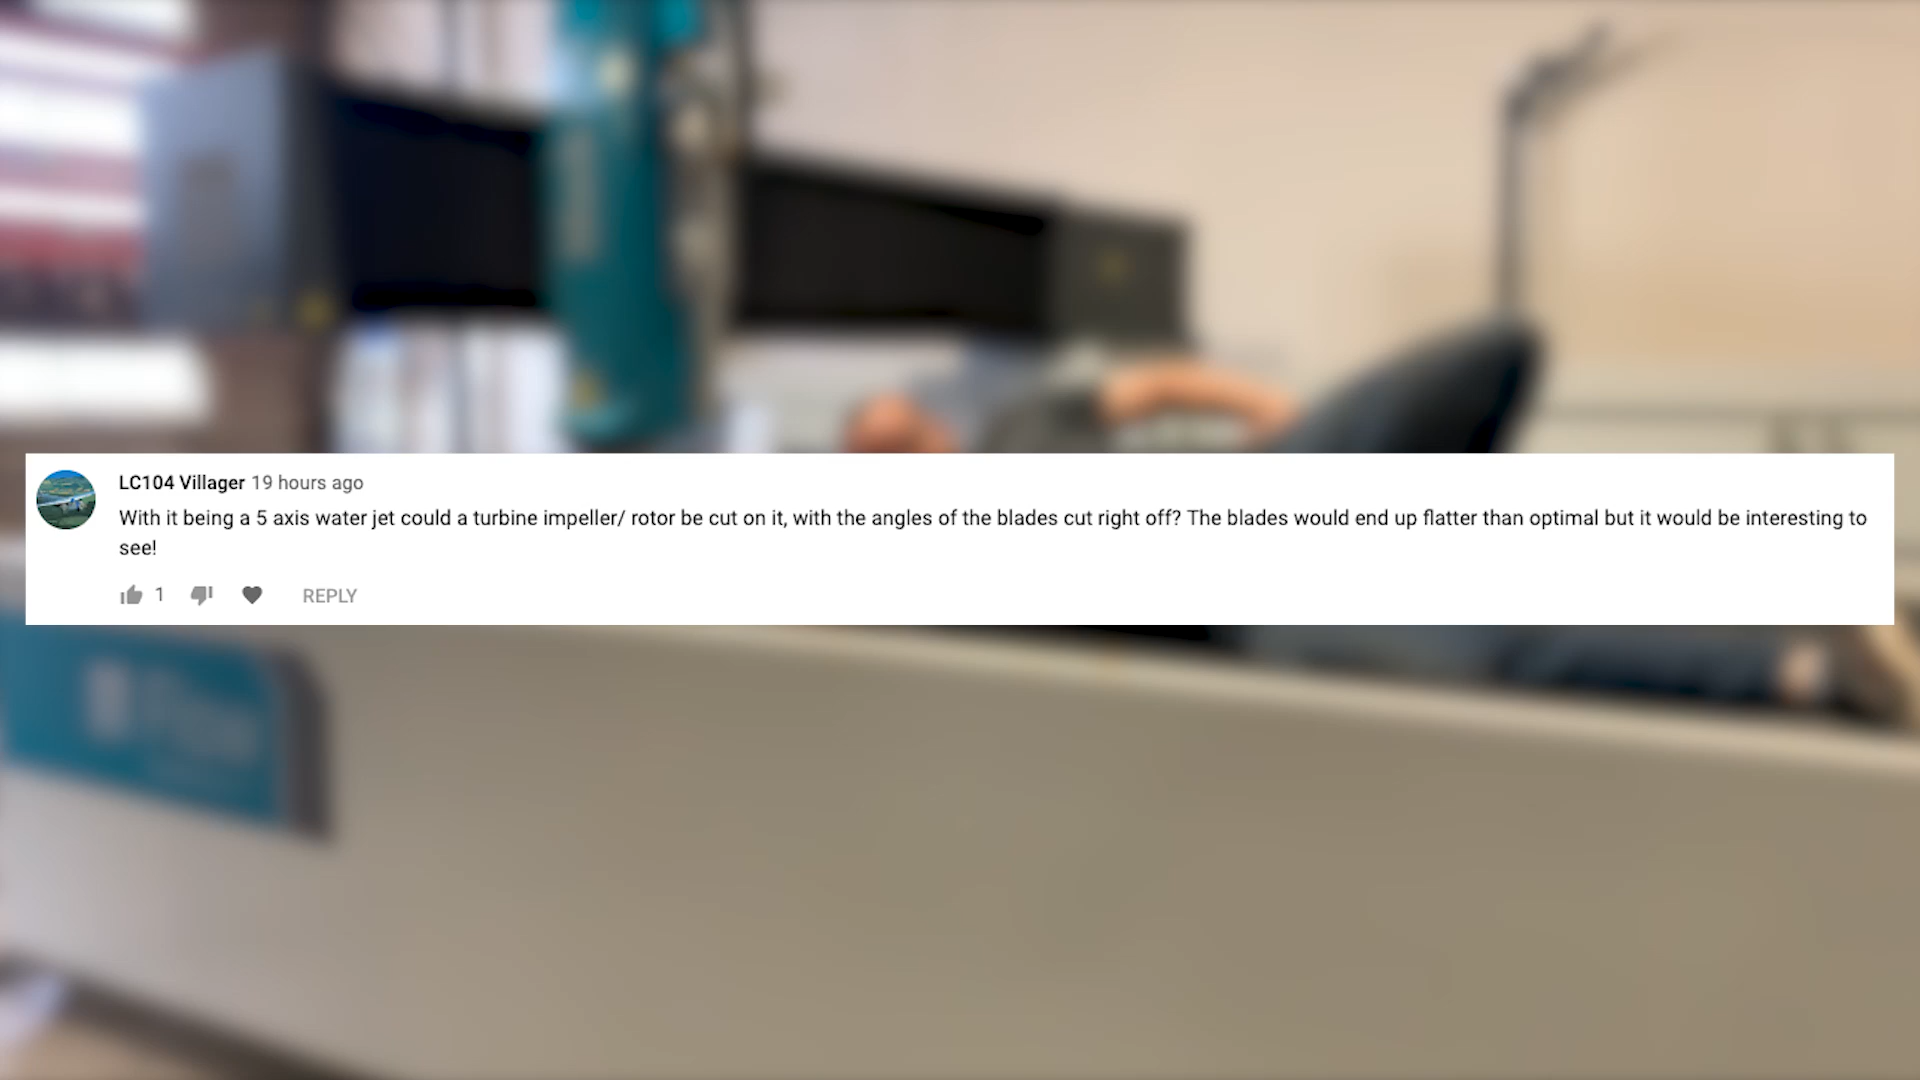 LC104 Villager 19 hours ago
With it being a 5 axis water jet could a turbine impeller/ rotor be cut on it, with the angles of the blades cut right off? The blades would end up flatter than optimal but it would be interesting to
see!
1 REPLY